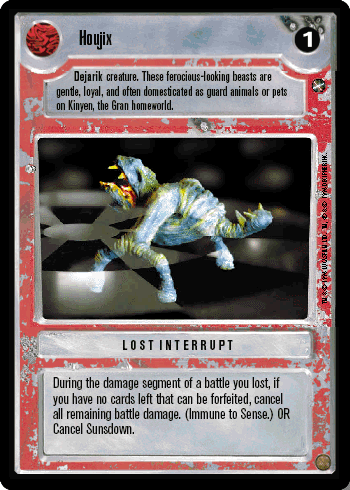 Houjix
1
Dejarik creature. These ferocious-looking beasts are
gentle, loyal, and often domesticated as guard animals or pets
on Kinyen, the Gran homeworld.
LOST INTERRUPT
During the damage segment of a battle you lost, if
you have no cards left that can be forfeited, cancel
all remaining battle damage. (Immune to Sense.) OR
Cancel Sunsdown.